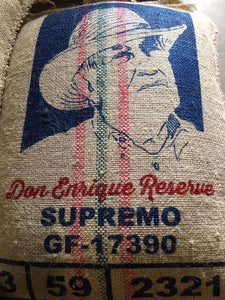 Don Enrique Reserve
SUPREMO
GF-17390
3 59 2321